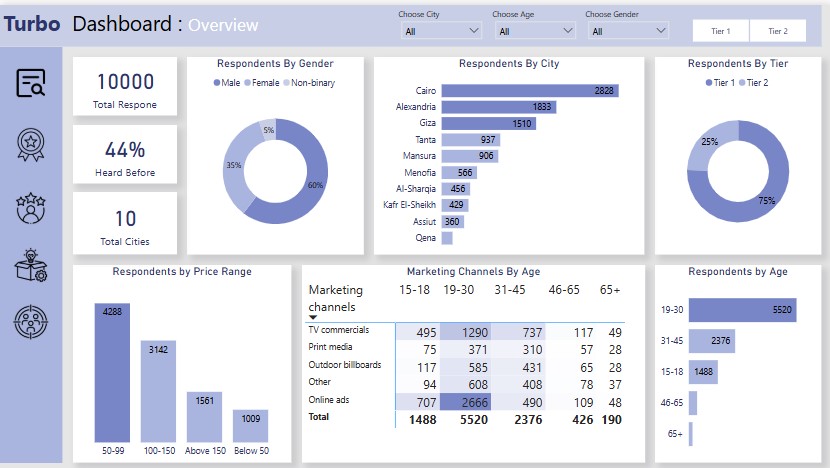 Turbo Dashboard : Overview
Choose City
All
Choose Age
All
Choose Gender
All
Tier 1
Tier 2
10000
Total Respone
44%
Heard Before
10
Total Cities
Respondents By Gender
Male Female Non-binary
5%
35%
60%
Respondents By City
Cairo 2828
Alexandria 1833
Giza 1510
Tanta 937
Mansura 906
Menofia 566
Al-Sharqia 456
Kafr El-Sheikh 429
Assiut 360
Qena
Respondents By Tier
Tier 1 Tier 2
25%
75%
Respondents by Price Range
4288
3142
1561
1009
50-99 100-150 Above 150 Below 50
Marketing Channels By Age
Marketing channels 15-18 19-30 31-45 46-65 65+
TV commercials 495 1290 737 117 49
Print media 75 371 310 57 28
Outdoor billboards 117 585 431 65 28
Other 94 608 408 78 37
Online ads 707 2666 490 109 48
Total 1488 5520 2376 426 190
Respondents by Age
19-30 5520
31-45 2376
15-18 1488
46-65
65+